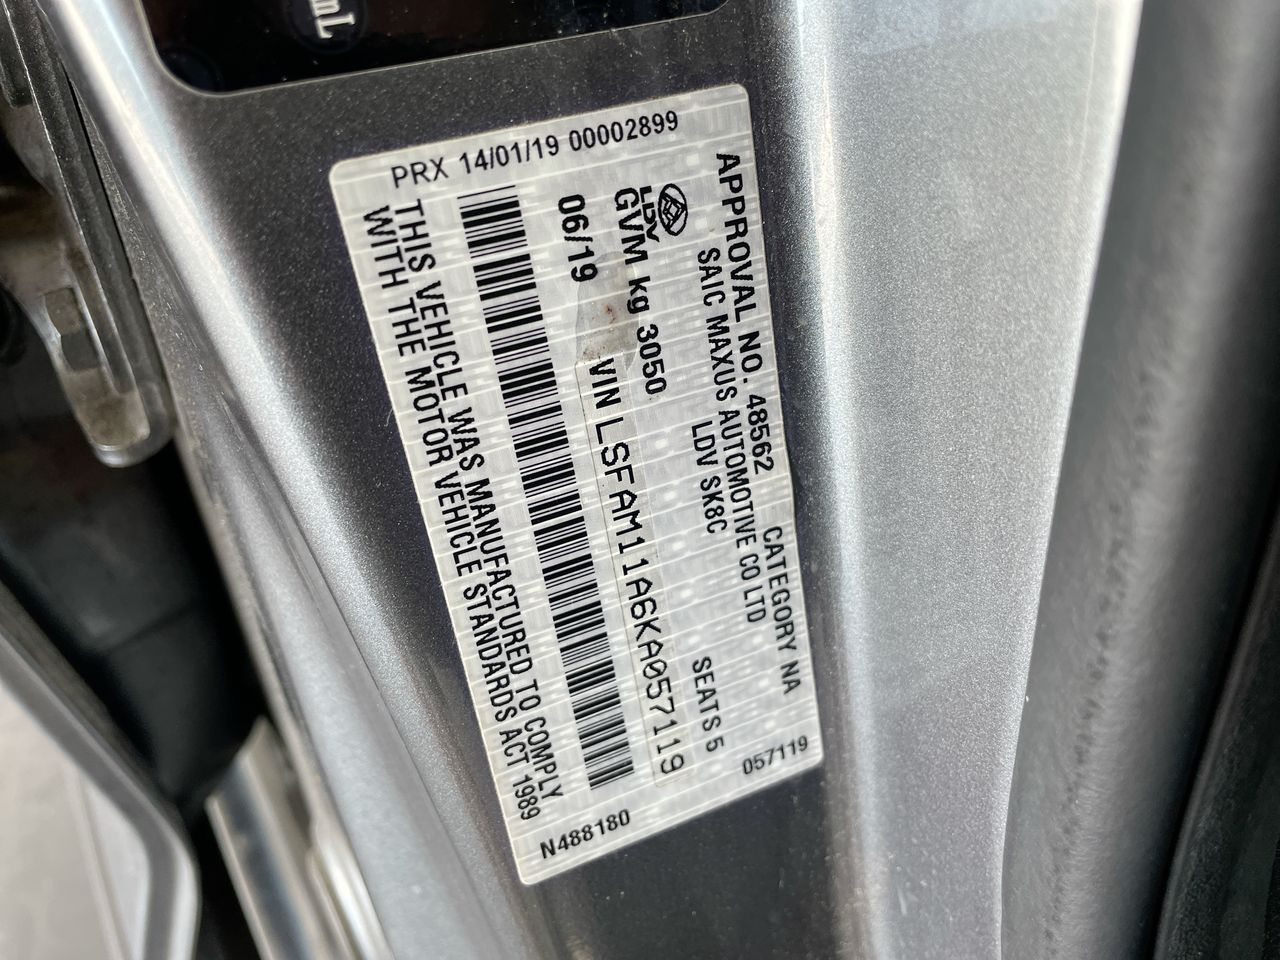 mL
PRX 14/01/19 00002899
APPROVAL NO. 48562 CATEGORY NA
SAIC MAXUS AUTOMOTIVE CO LTD
LDV LDV SK8C
GVM kg 3050 SEATS 5
06/19 VIN LSFAM11A6KA057119
THIS VEHICLE WAS MANUFACTURED TO COMPLY
WITH THE MOTOR VEHICLE STANDARDS ACT 1989
N488180 057119